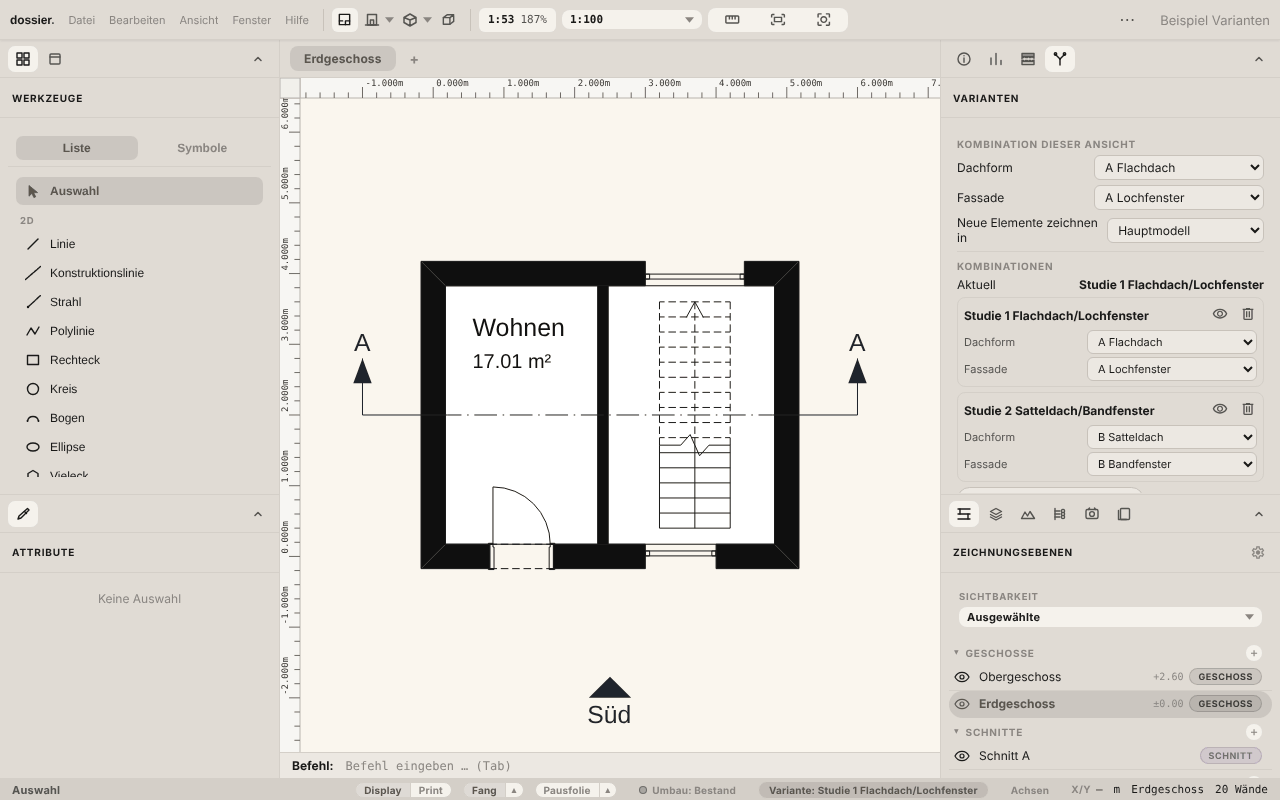 dossier. Datei Bearbeiten Ansicht Fenster Hilfe 1:53 187% 1:100 ··· Beispiel Varianten
Erdgeschoss +
WERKZEUGE
Liste Symbole
Auswahl
2D
Linie
Konstruktionslinie
Strahl
Polylinie
Rechteck
Kreis
Bogen
Ellipse
Vieleck
ATTRIBUTE
Keine Auswahl
-1.000m 0.000m 1.000m 2.000m 3.000m 4.000m 5.000m 6.000m 7.
6.000m
5.000m
4.000m
3.000m
2.000m
1.000m
0.000m
-1.000m
-2.000m
Wohnen
17.01 m²
A A
Süd
Befehl: Befehl eingeben … (Tab)
VARIANTEN
KOMBINATION DIESER ANSICHT
Dachform A Flachdach
Fassade A Lochfenster
Neue Elemente zeichnen in Hauptmodell
KOMBINATIONEN
Aktuell Studie 1 Flachdach/Lochfenster
Studie 1 Flachdach/Lochfenster
Dachform A Flachdach
Fassade A Lochfenster
Studie 2 Satteldach/Bandfenster
Dachform B Satteldach
Fassade B Bandfenster
ZEICHNUNGSEBENEN
SICHTBARKEIT
Ausgewählte
GESCHOSSE +
Obergeschoss +2.60 GESCHOSS
Erdgeschoss ±0.00 GESCHOSS
SCHNITTE +
Schnitt A SCHNITT
Auswahl Display Print Fang Pausfolie Umbau: Bestand Variante: Studie 1 Flachdach/Lochfenster Achsen X/Y — m Erdgeschoss 20 Wände